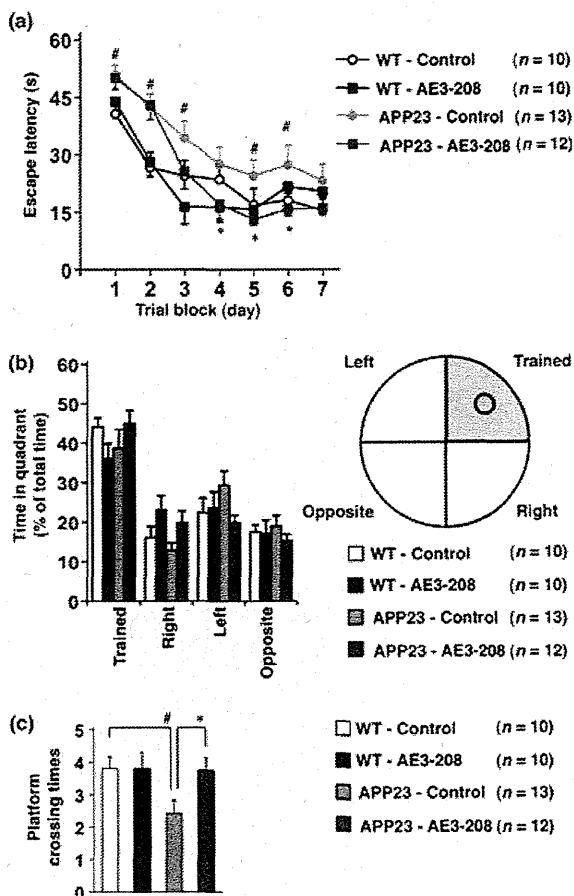 (a)
#
#
#
#
#
60
45
30
15
0
Escape latency (s)
*
*
*
*
1 2 3 4 5 6 7
Trial block (day)
WT - Control (n = 10)
WT - AE3-208 (n = 10)
APP23 - Control (n = 13)
APP23 - AE3-208 (n = 12)
(b)
60
50
40
30
20
10
0
Time in quadrant
(% of total time)
Trained
Right
Left
Opposite
Left Trained
Opposite Right
WT - Control (n = 10)
WT - AE3-208 (n = 10)
APP23 - Control (n = 13)
APP23 - AE3-208 (n = 12)
(c)
# *
5
4
3
2
1
0
Platform
crossing times
WT - Control (n = 10)
WT - AE3-208 (n = 10)
APP23 - Control (n = 13)
APP23 - AE3-208 (n = 12)